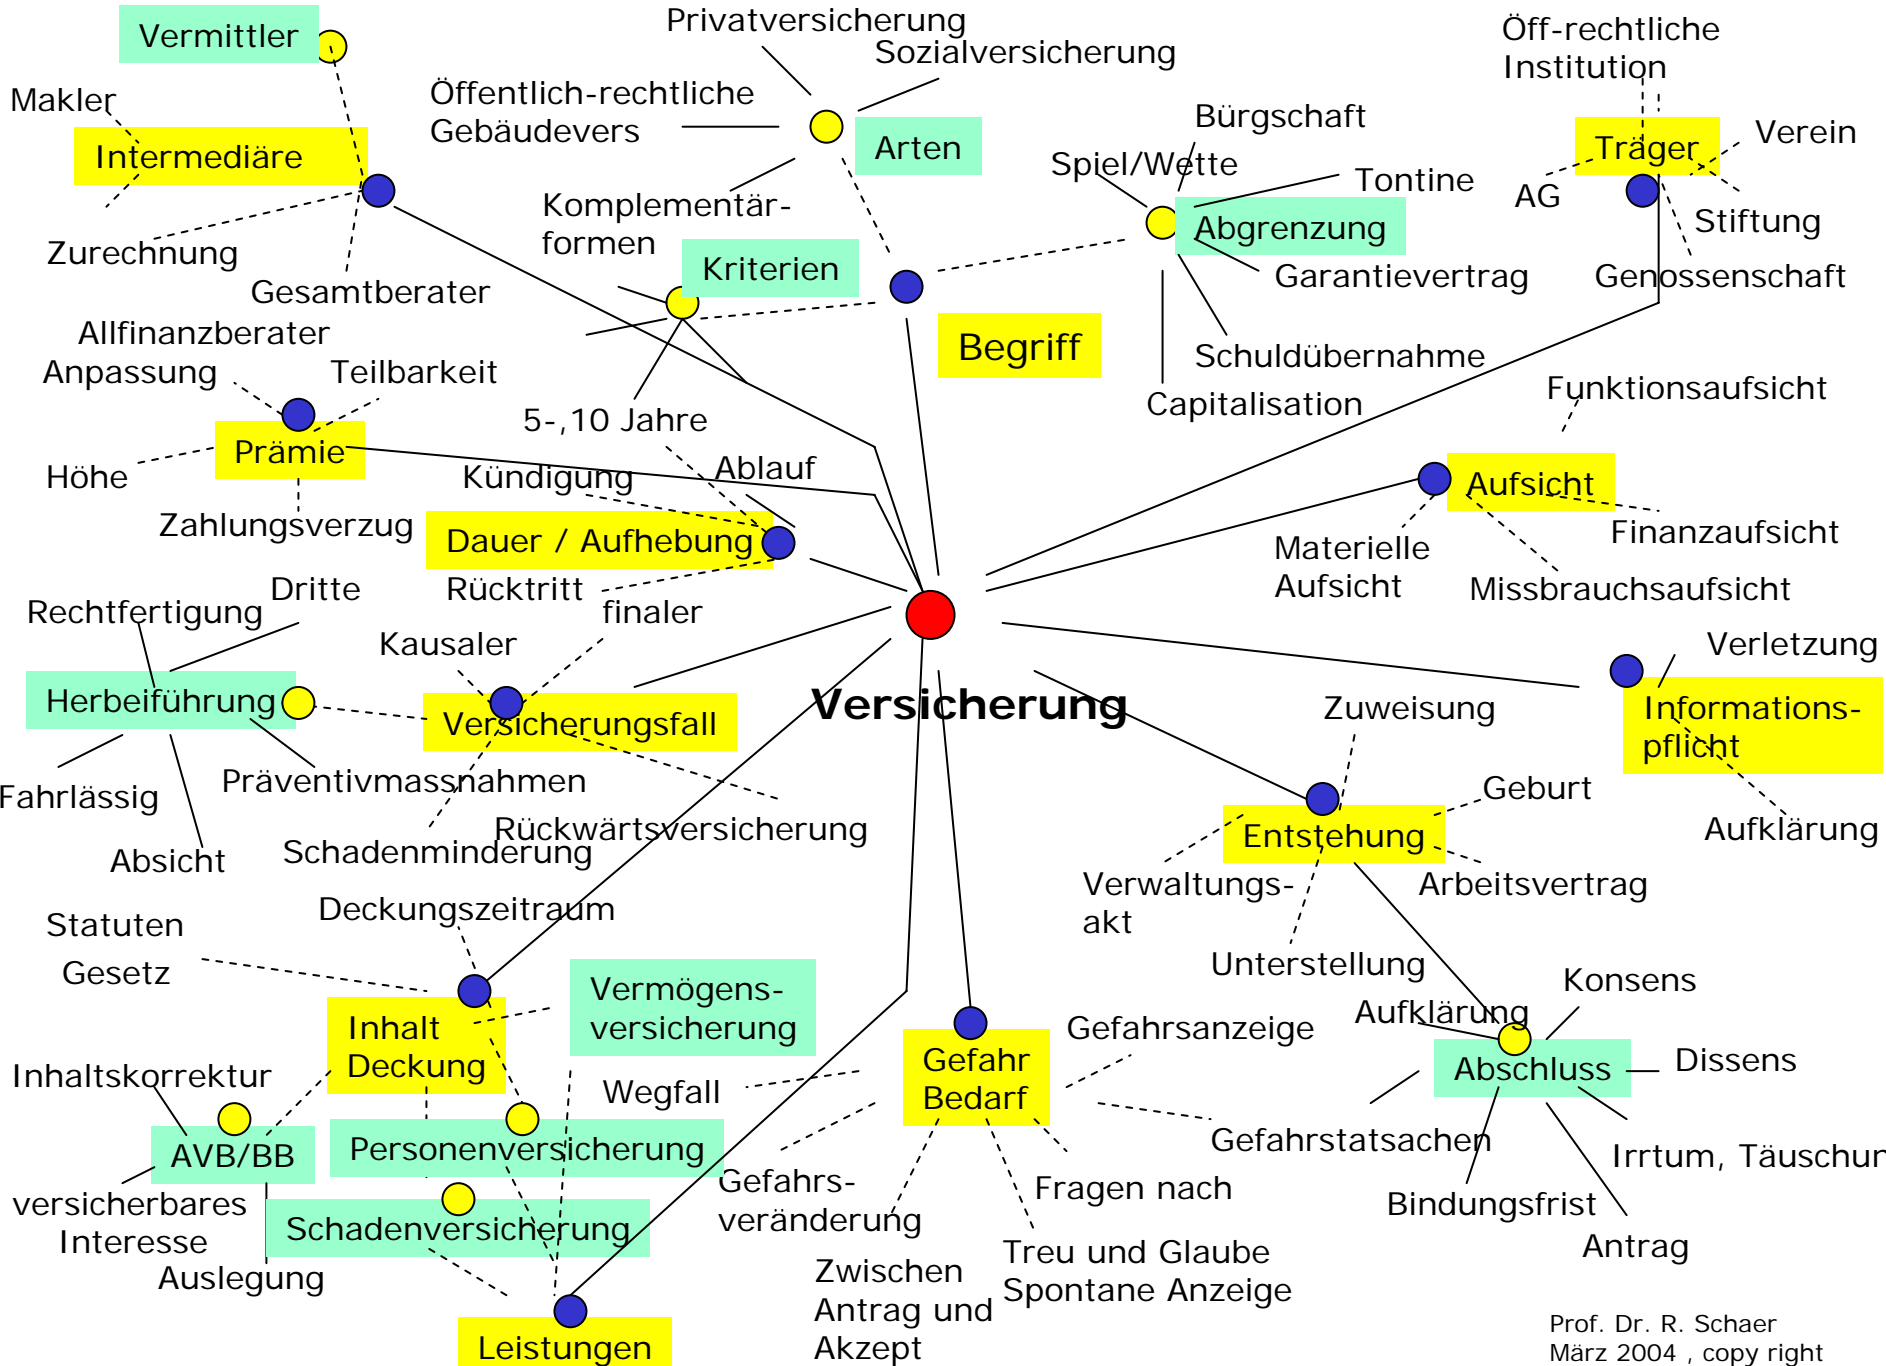 Privatversicherung
Öff-rechtliche
Institution
Vermittler
Sozialversicherung
Makler
Öffentlich-rechtliche
Gebäudevers
Bürgschaft
Verein
Intermediäre
Arten
Träger
Spiel/Wette
Tontine
AG
Komplementär-
formen
Stiftung
Abgrenzung
Zurechnung
Kriterien
Garantievertrag
Genossenschaft
Gesamtberater
Allfinanzberater
Begriff
Schuldübernahme
Anpassung
Teilbarkeit
Funktionsaufsicht
Capitalisation
5-,10 Jahre
Prämie
Höhe
Kündigung
Ablauf
Aufsicht
Zahlungsverzug
Dauer / Aufhebung
Finanzaufsicht
Materielle
Aufsicht
Rücktritt
Missbrauchsaufsicht
Dritte
Rechtfertigung
finaler
Kausaler
Verletzung
Herbeiführung
Versicherung
Zuweisung
Informations-
pflicht
Versicherungsfall
Präventivmassnahmen
Fahrlässig
Geburt
Rückwärtsversicherung
Entstehung
Aufklärung
Absicht
Schadenminderung
Verwaltungs-
akt
Arbeitsvertrag
Deckungszeitraum
Statuten
Gesetz
Unterstellung
Konsens
Vermögens-
versicherung
Aufklärung
Inhalt
Deckung
Gefahrsanzeige
Gefahr
Bedarf
Abschluss
Dissens
Inhaltskorrektur
Wegfall
AVB/BB
Personenversicherung
Gefahrstatsachen
Irrtum, Täuschun
Gefahrs-
veränderung
Fragen nach
Bindungsfrist
versicherbares
Interesse
Schadenversicherung
Antrag
Auslegung
Treu und Glaube
Spontane Anzeige
Zwischen
Antrag und
Akzept
Leistungen
Prof. Dr. R. Schaer
März 2004 , copy right